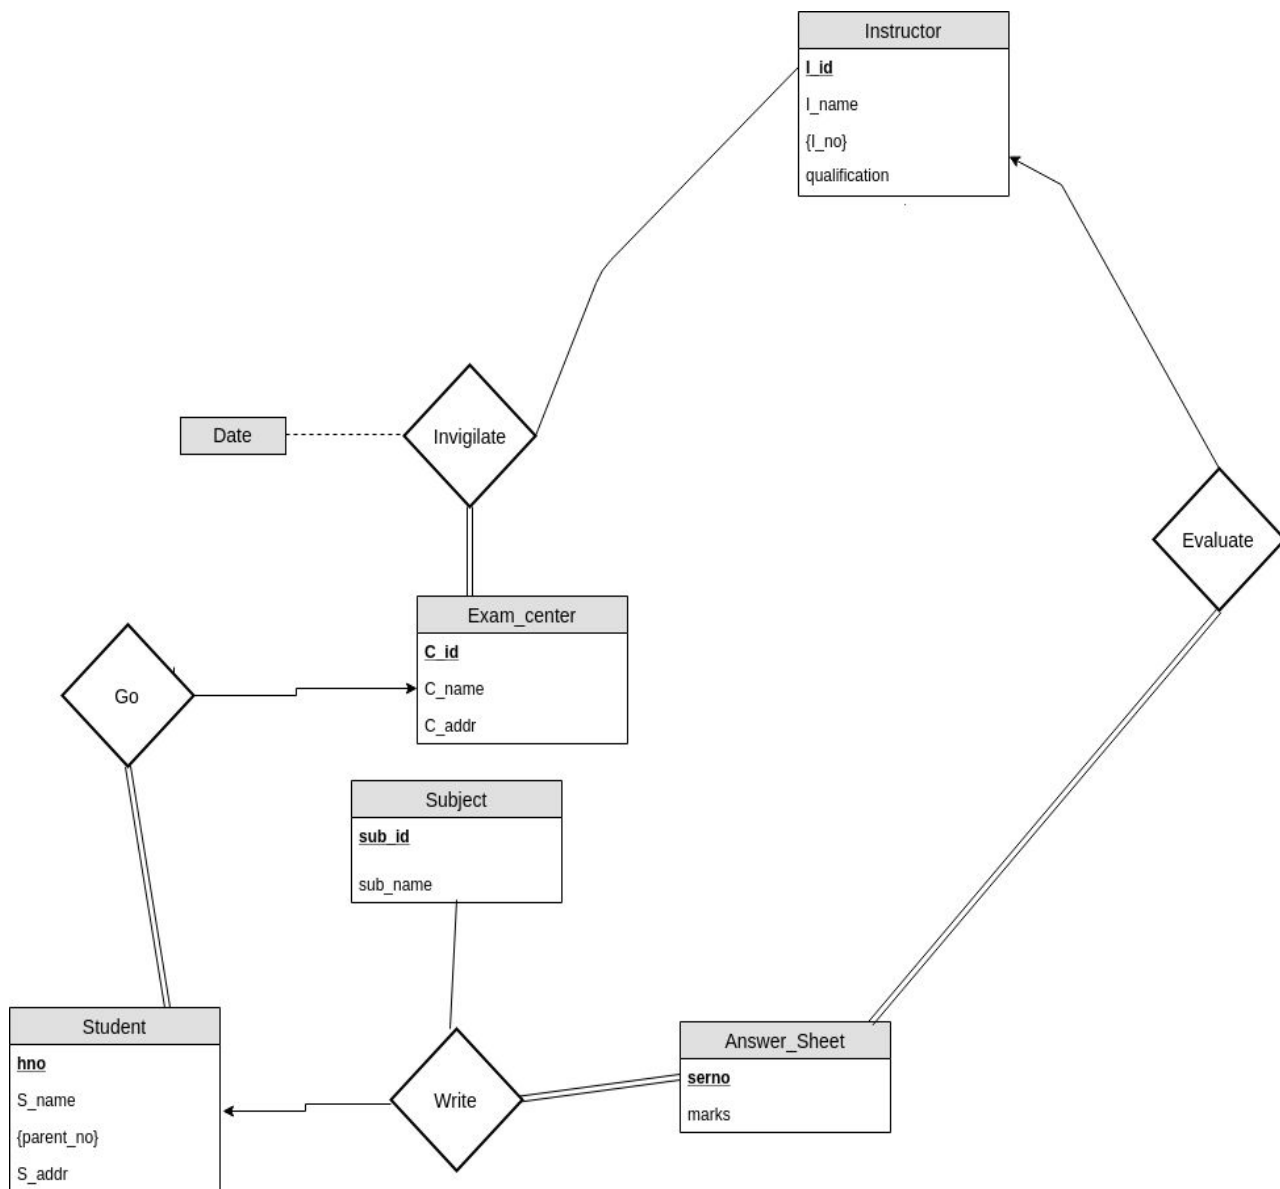 Instructor
I_id
I_name
{I_no}
qualification
Date
Invigilate
Evaluate
Exam_center
C_id
C_name
C_addr
Go
Subject
sub_id
sub_name
Student
hno
S_name
{parent_no}
S_addr
Write
Answer_Sheet
serno
marks